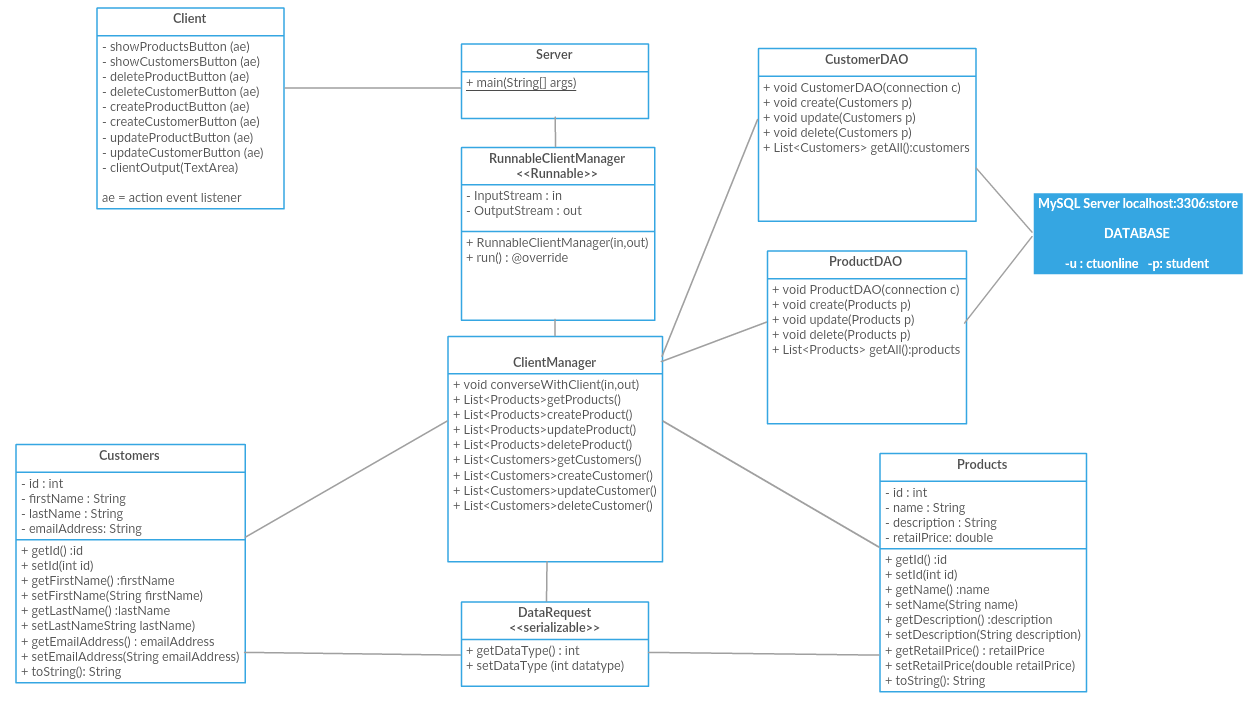 Client
- showProductsButton (ae)
- showCustomersButton (ae)
- deleteProductButton (ae)
- deleteCustomerButton (ae)
- createProductButton (ae)
- createCustomerButton (ae)
- updateProductButton (ae)
- updateCustomerButton (ae)
- clientOutput(TextArea)
ae = action event listener
Server
+ main(String[] args)
RunnableClientManager
<<Runnable>>
- InputStream : in
- OutputStream : out
+ RunnableClientManager(in,out)
+ run() : @override
CustomerDAO
+ void CustomerDAO(connection c)
+ void create(Customers p)
+ void update(Customers p)
+ void delete(Customers p)
+ List<Customers> getAll():customers
MySQL Server localhost:3306:store
DATABASE
-u : ctuonline -p: student
ProductDAO
+ void ProductDAO(connection c)
+ void create(Products p)
+ void update(Products p)
+ void delete(Products p)
+ List<Products> getAll():products
ClientManager
+ void converseWithClient(in,out)
+ List<Products>getProducts()
+ List<Products>createProduct()
+ List<Products>updateProduct()
+ List<Products>deleteProduct()
+ List<Customers>getCustomers()
+ List<Customers>createCustomer()
+ List<Customers>updateCustomer()
+ List<Customers>deleteCustomer()
Customers
- id : int
- firstName : String
- lastName : String
- emailAddress: String
+ getId() :id
+ setId(int id)
+ getFirstName() :firstName
+ setFirstName(String firstName)
+ getLastName() :lastName
+ setLastNameString lastName)
+ getEmailAddress() : emailAddress
+ setEmailAddress(String emailAddress)
+ toString(): String
DataRequest
<<serializable>>
+ getDataType() : int
+ setDataType (int datatype)
Products
- id : int
- name : String
- description : String
- retailPrice: double
+ getId() :id
+ setId(int id)
+ getName() :name
+ setName(String name)
+ getDescription() :description
+ setDescription(String description)
+ getRetailPrice() : retailPrice
+ setRetailPrice(double retailPrice)
+ toString(): String